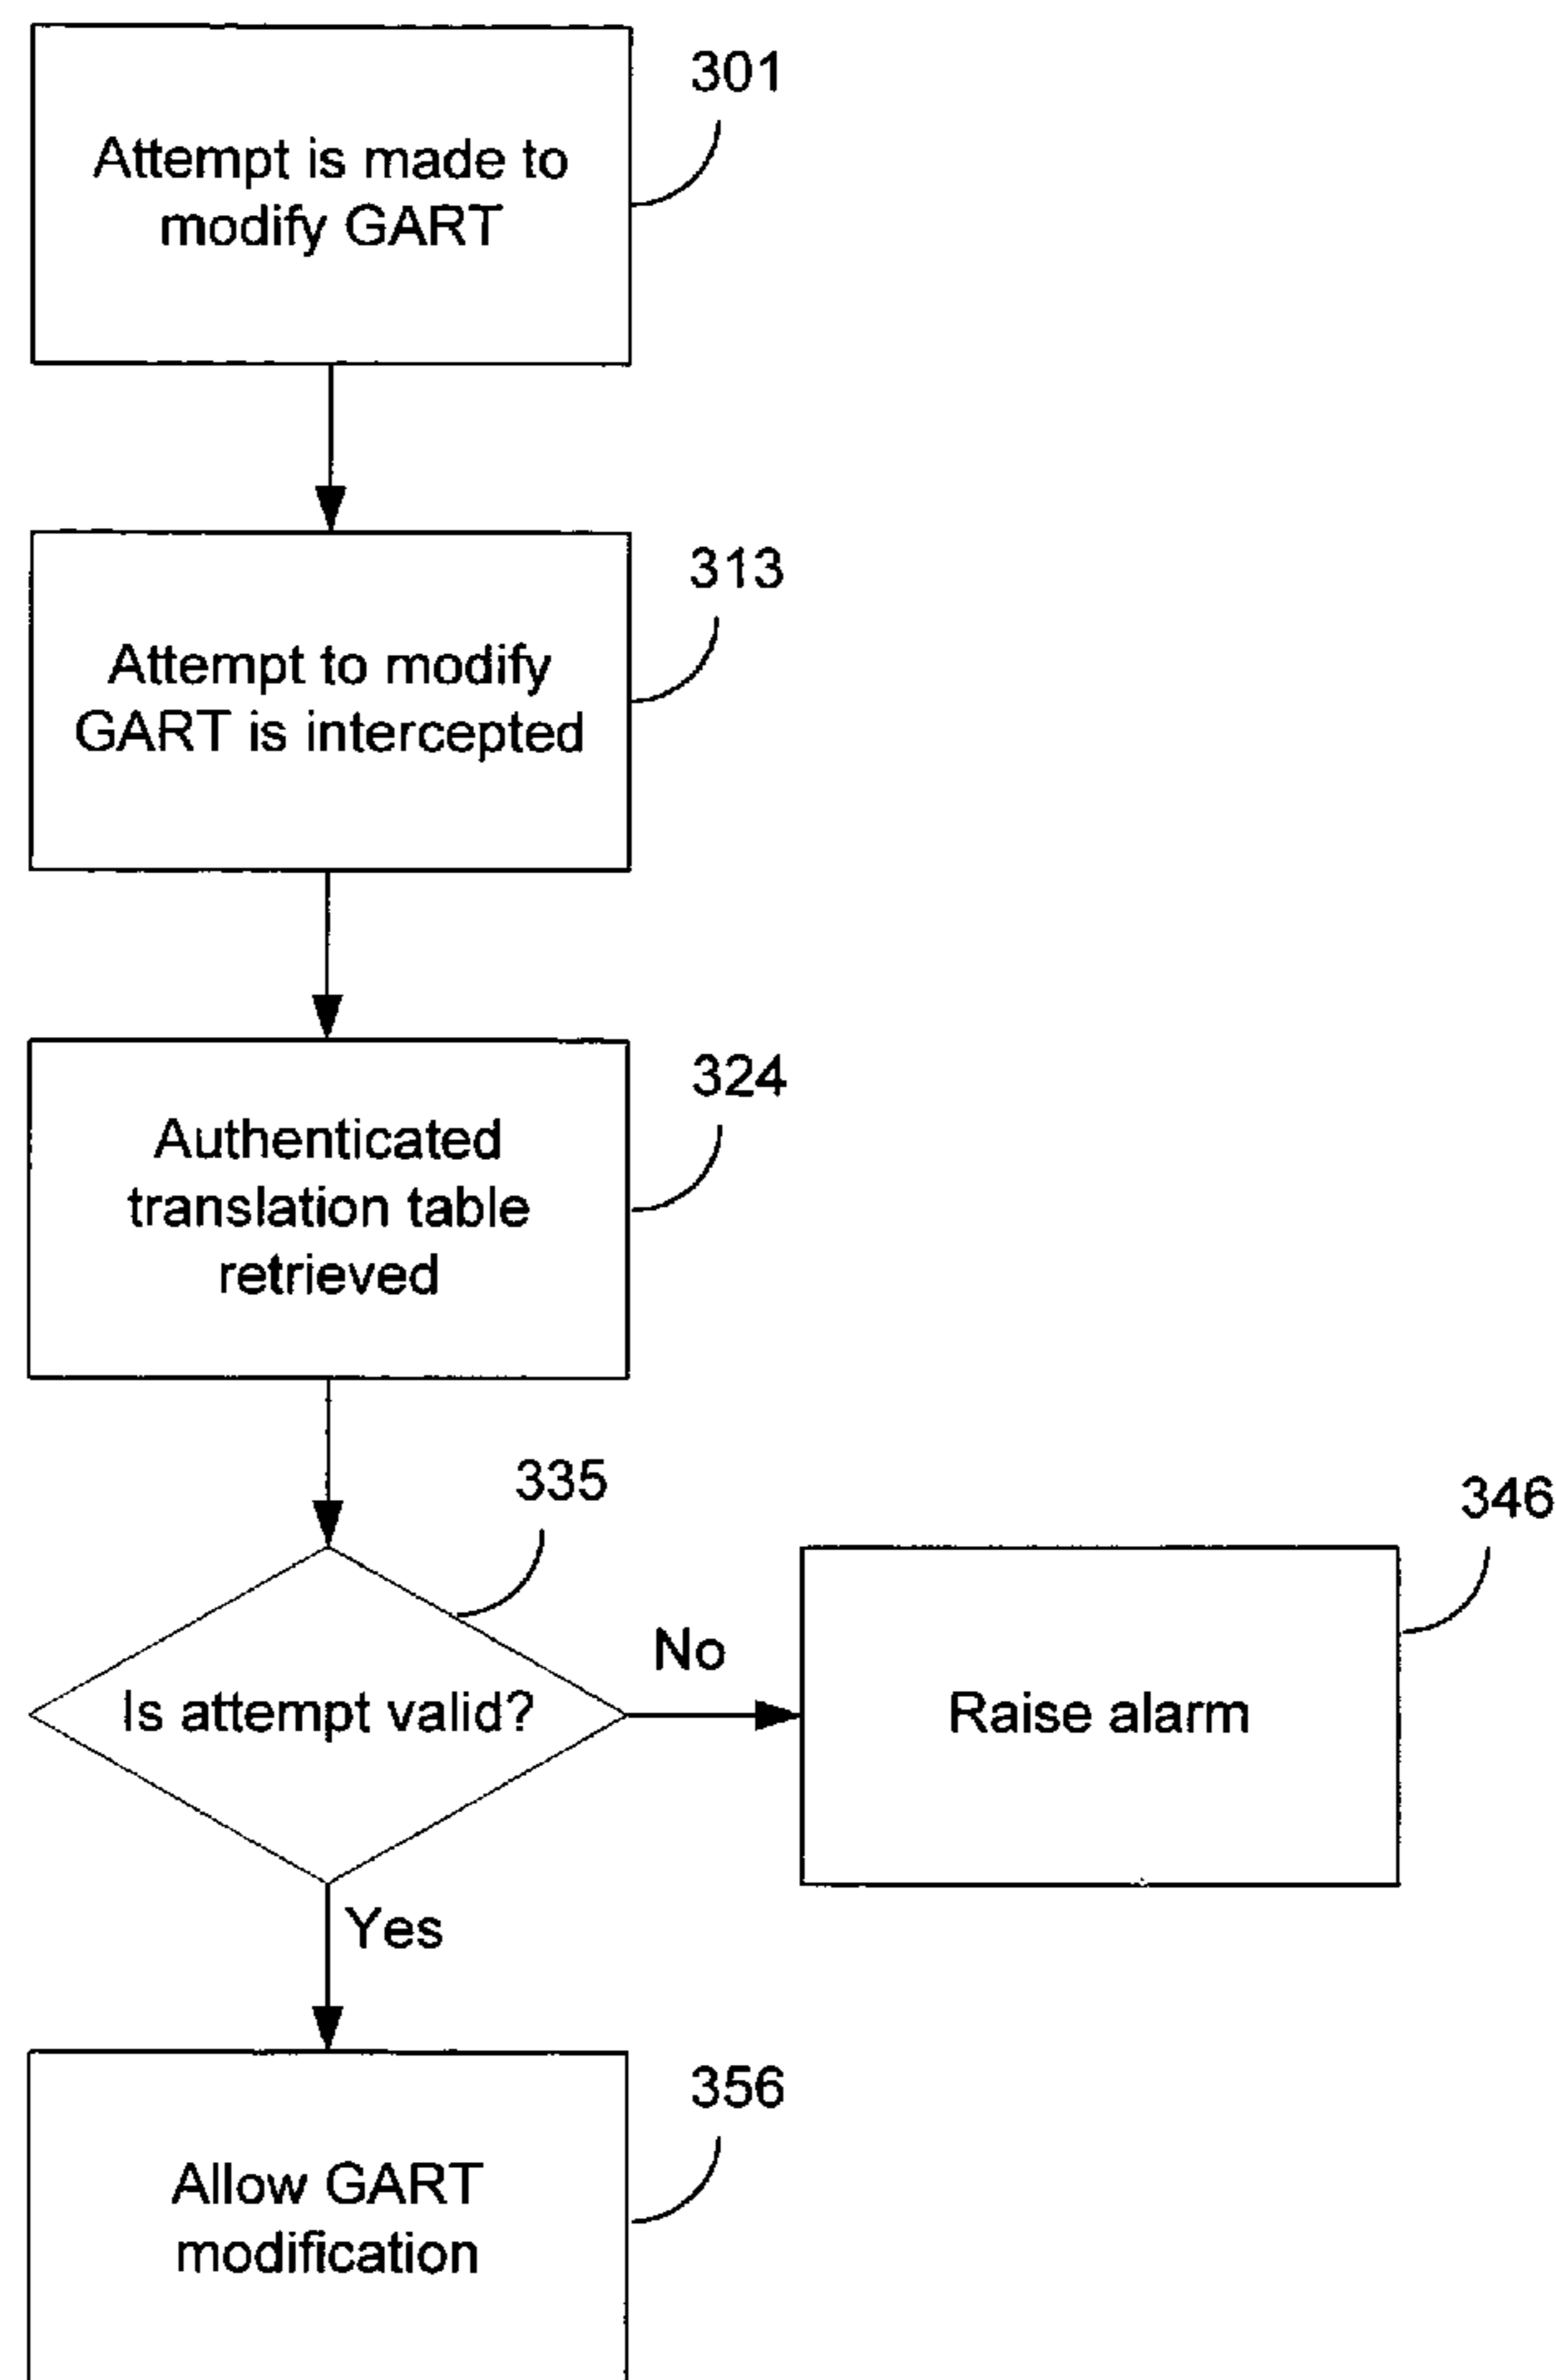 301
Attempt is made to
modify GART
313
Attempt to modify
GART is intercepted
324
Authenticated
translation table
retrieved
335
346
Is attempt valid?
No
Raise alarm
Yes
356
Allow GART
modification